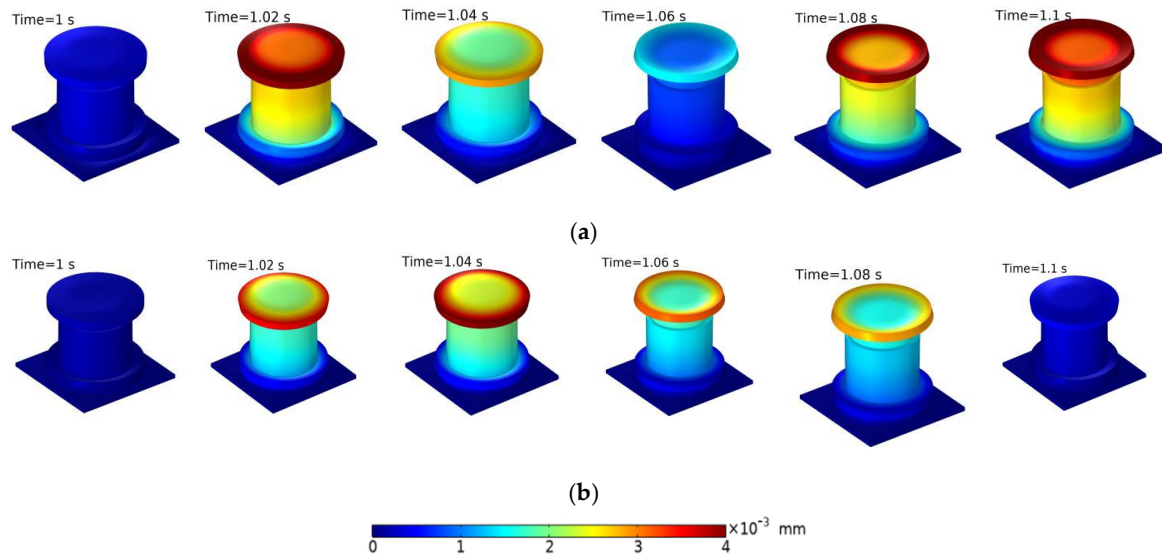 Time=1 s Time=1.02 s Time=1.04 s Time=1.06 s Time=1.08 s Time=1.1 s
(a)
Time=1 s Time=1.02 s Time=1.04 s Time=1.06 s Time=1.08 s Time=1.1 s
(b)
×10⁻³ mm
0 1 2 3 4